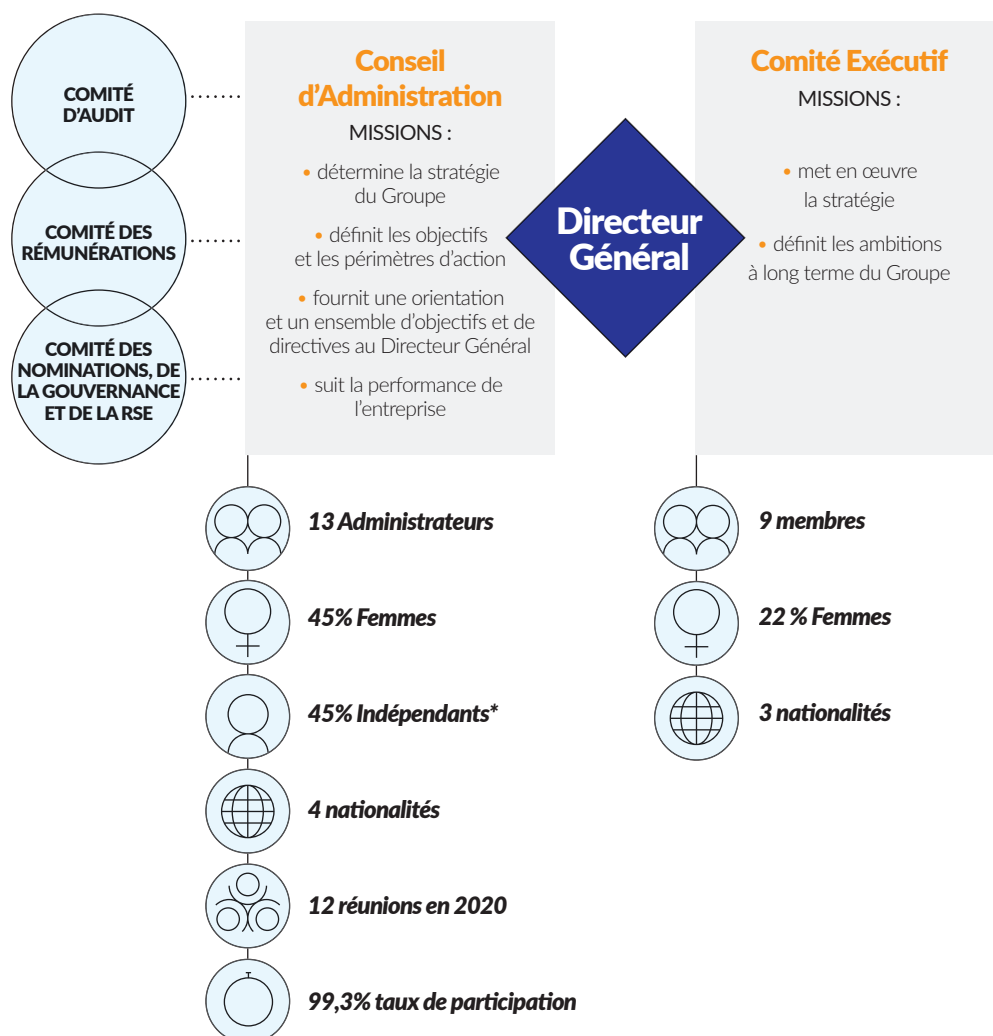 COMITÉ
D'AUDIT
COMITÉ DES
RÉMUNÉRATIONS
COMITÉ DES
NOMINATIONS, DE
LA GOUVERNANCE
ET DE LA RSE
Conseil
d'Administration
MISSIONS :
• détermine la stratégie
du Groupe
• définit les objectifs
et les périmètres d'action
• fournit une orientation
et un ensemble d'objectifs et de
directives au Directeur Général
• suit la performance de
l'entreprise
Directeur
Général
Comité Exécutif
MISSIONS :
• met en œuvre
la stratégie
• définit les ambitions
à long terme du Groupe
13 Administrateurs
45% Femmes
45% Indépendants*
4 nationalités
12 réunions en 2020
99,3% taux de participation
9 membres
22 % Femmes
3 nationalités